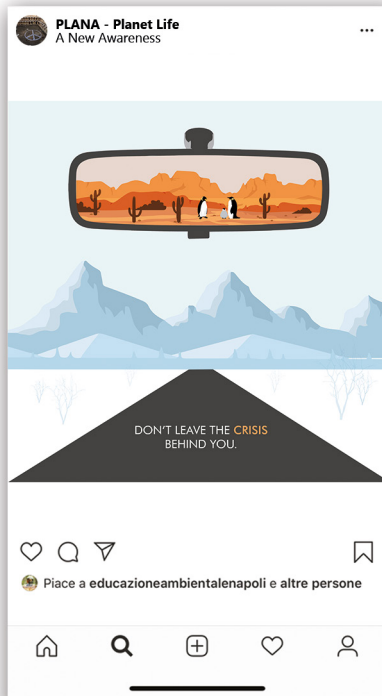 PLANA - Planet Life
A New Awareness
DON'T LEAVE THE CRISIS
BEHIND YOU.
Piace a educazioneambientalenapoli e altre persone